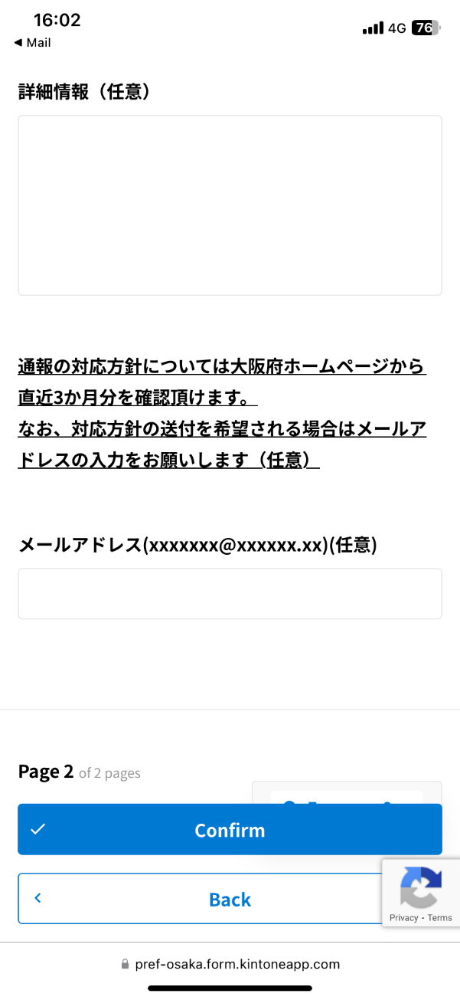 16:02
4G
76
◀ Mail
詳細情報（任意）
通報の対応方針については大阪府ホームページから
直近3か月分を確認頂けます。
なお、対応方針の送付を希望される場合はメールア
ドレスの入力をお願いします（任意）
メールアドレス(xxxxxxx@xxxxxx.xx)(任意)
Page 2 of 2 pages
Confirm
Back
Privacy - Terms
pref-osaka.form.kintoneapp.com